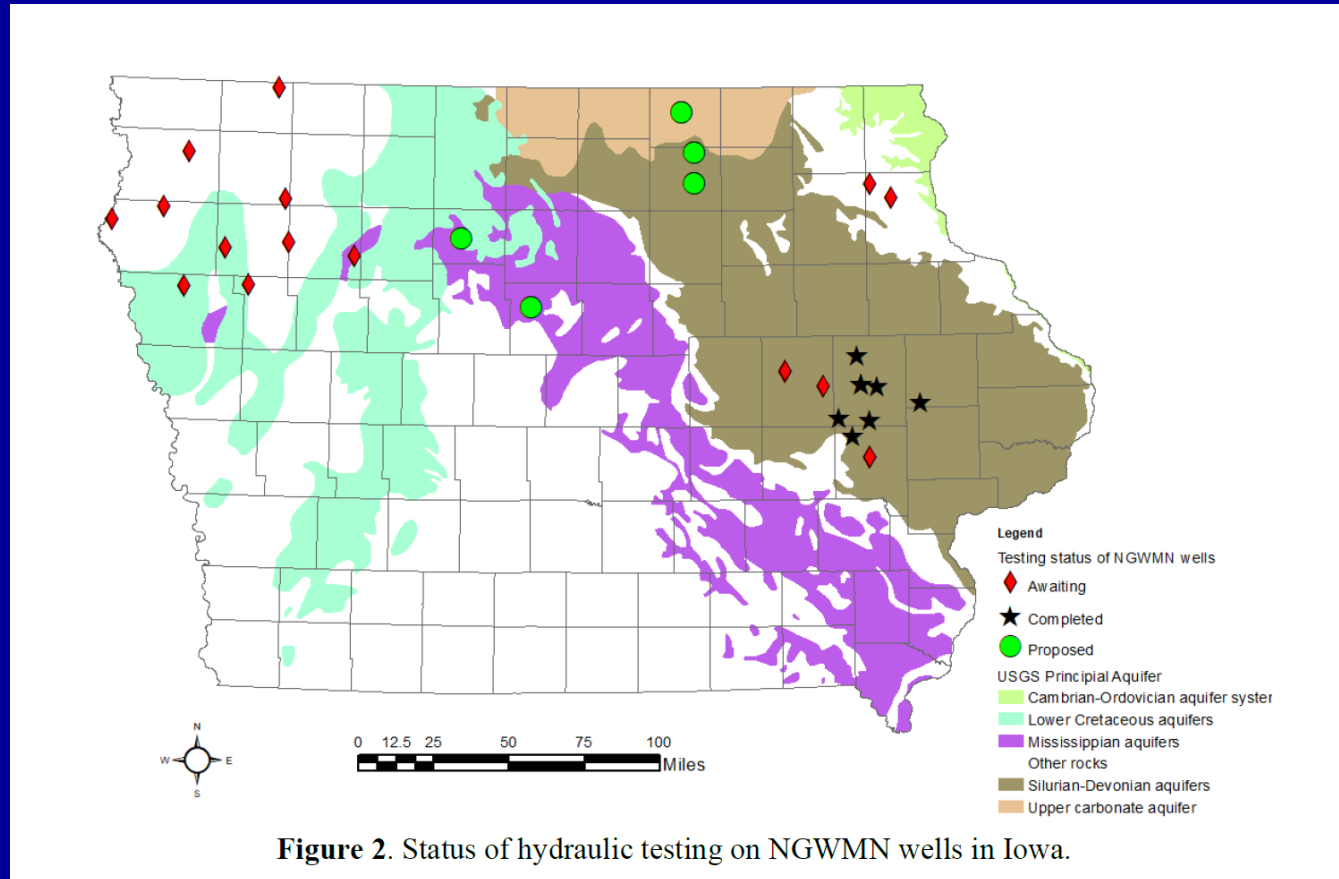 Legend
Testing status of NGWMN wells
Awaiting
Completed
Proposed
USGS Principial Aquifer
Cambrian-Ordovician aquifer syster
Lower Cretaceous aquifers
Mississippian aquifers
Other rocks
Silurian-Devonian aquifers
Upper carbonate aquifer
N
W E
S
0 12.5 25 50 75 100
Miles
Figure 2. Status of hydraulic testing on NGWMN wells in Iowa.